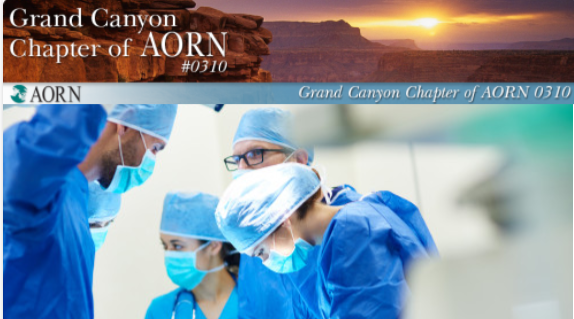 Grand Canyon
Chapter of AORN
#0310
AORN
Grand Canyon Chapter of AORN 0310